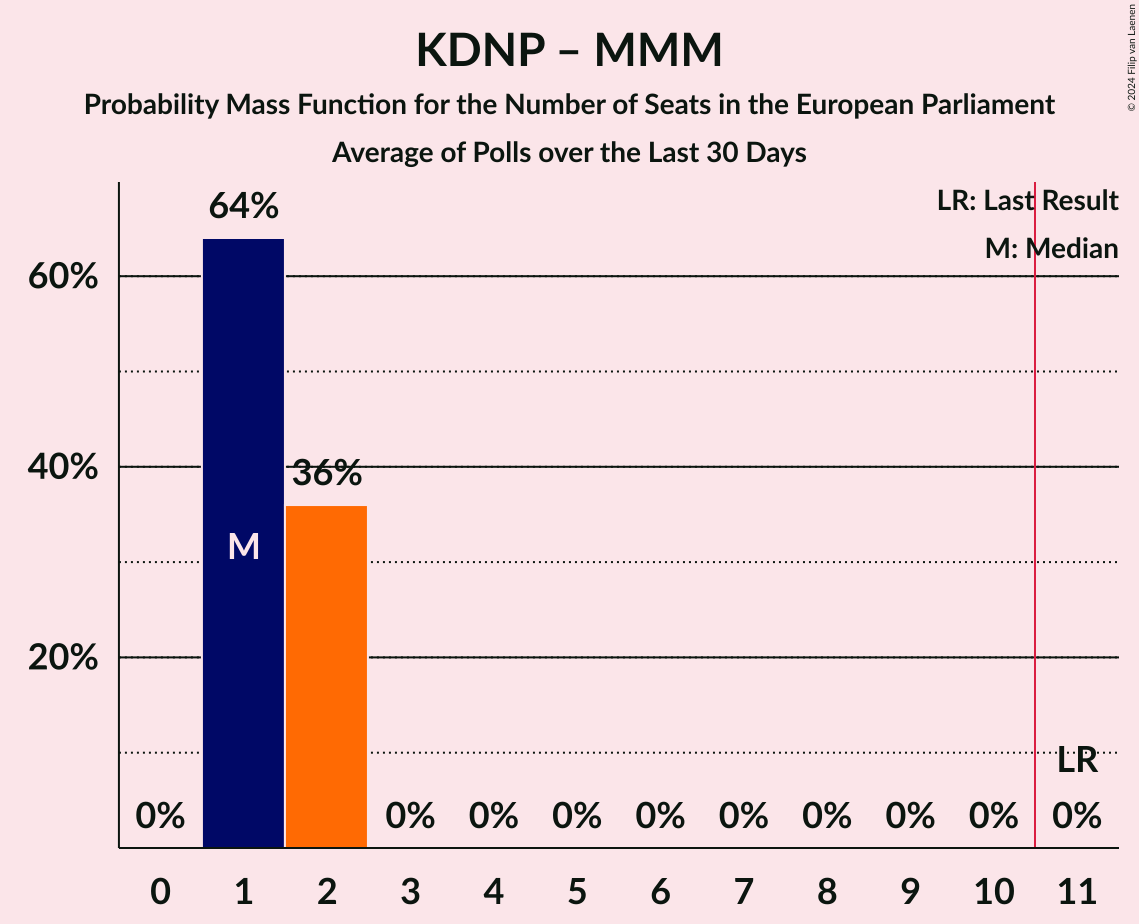 KDNP – MMM
Probability Mass Function for the Number of Seats in the European Parliament
Average of Polls over the Last 30 Days
© 2024 Filip van Laenen
LR: Last Result
M: Median
64%
60%
40%
36%
M
20%
LR
0% 0% 0% 0% 0% 0% 0% 0% 0% 0%
0 1 2 3 4 5 6 7 8 9 10 11